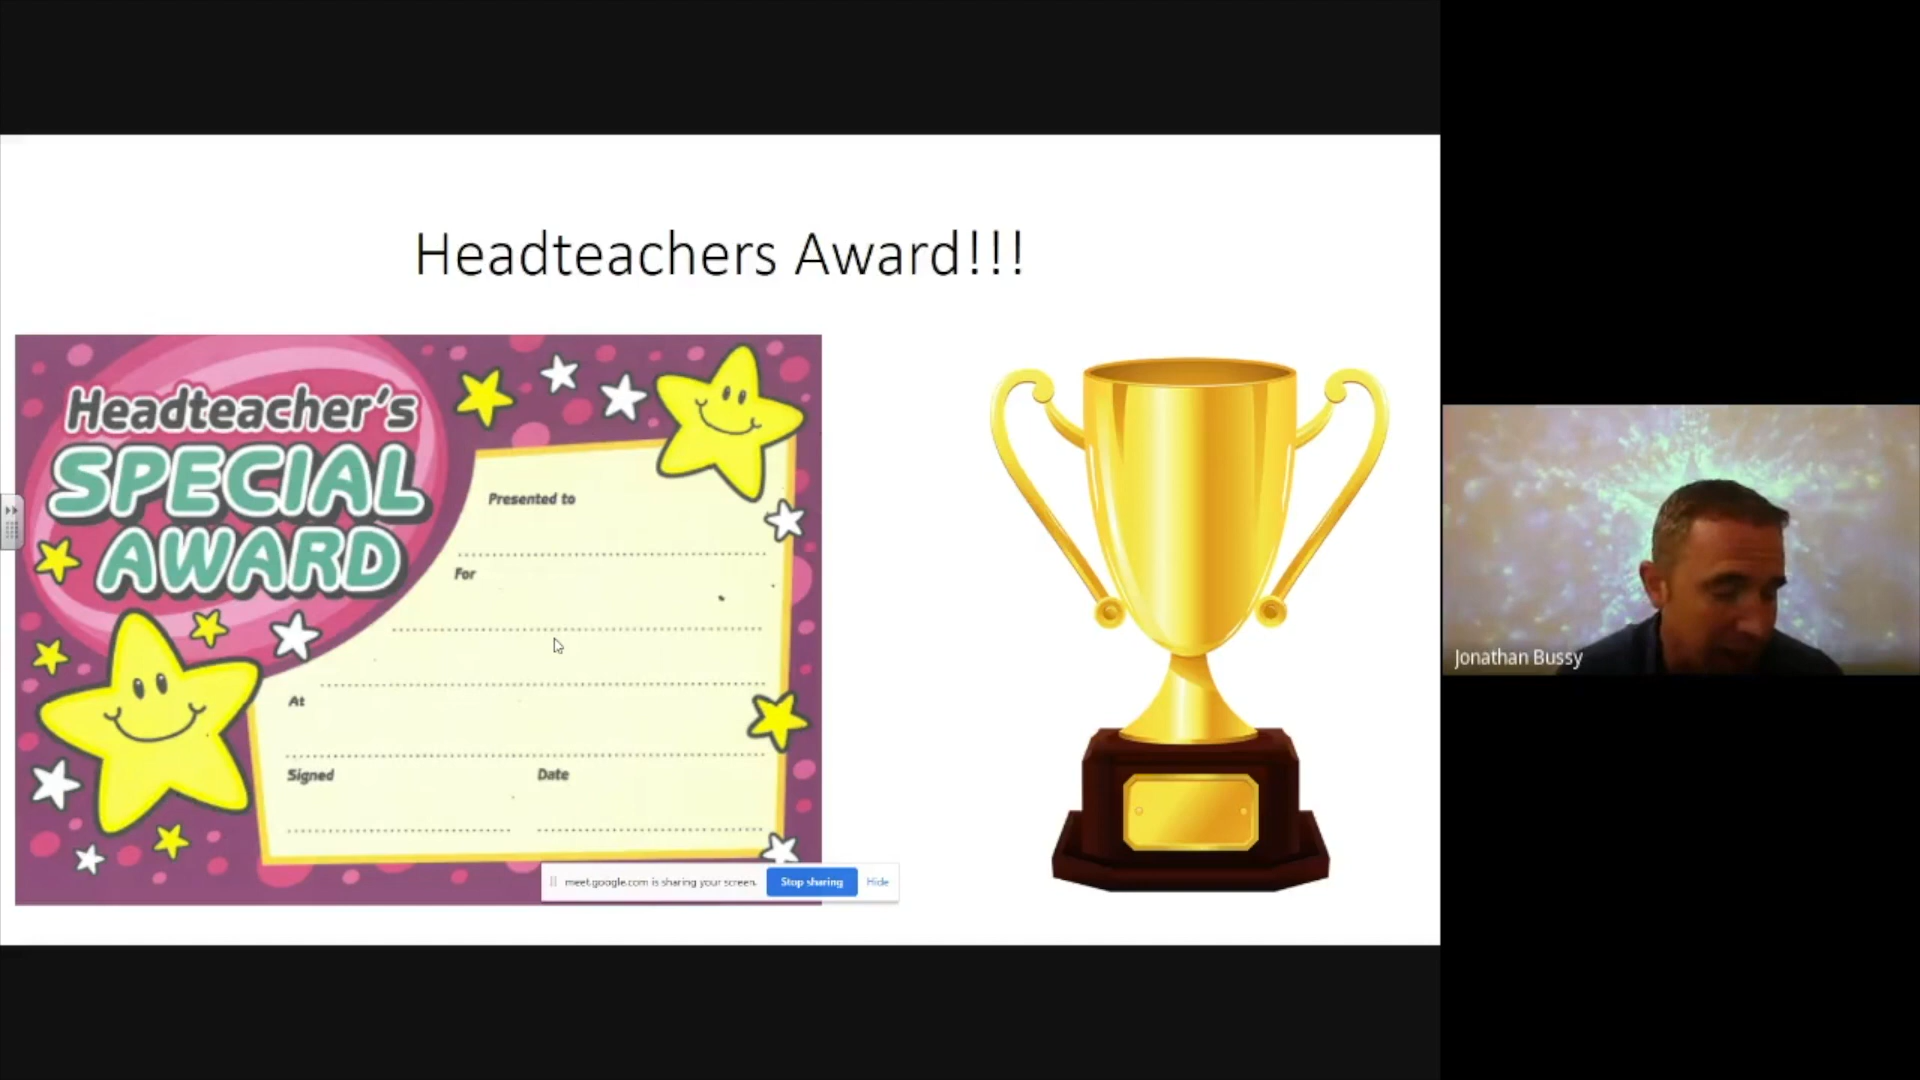 Headteachers Award!!!
Headteacher's
SPECIAL
AWARD
Presented to
For
At
Signed
Date
meet.google.com is sharing your screen.
Stop sharing
Hide
Jonathan Bussy